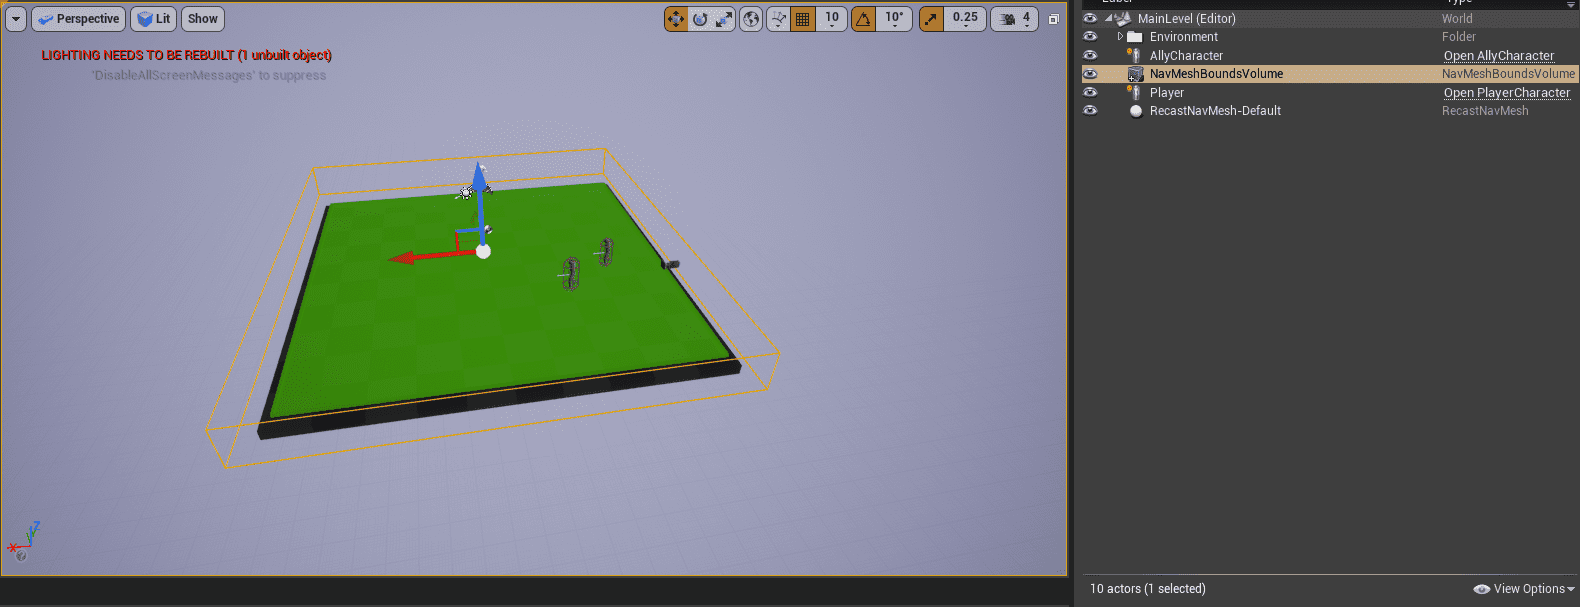 Perspective Lit Show 10 10° 0.25 4
LIGHTING NEEDS TO BE REBUILT (1 unbuilt object)
'DisableAllScreenMessages' to suppress
X Z
MainLevel (Editor) World
Environment Folder
AllyCharacter Open AllyCharacter
NavMeshBoundsVolume NavMeshBoundsVolume
Player Open PlayerCharacter
RecastNavMesh-Default RecastNavMesh
10 actors (1 selected) View Options